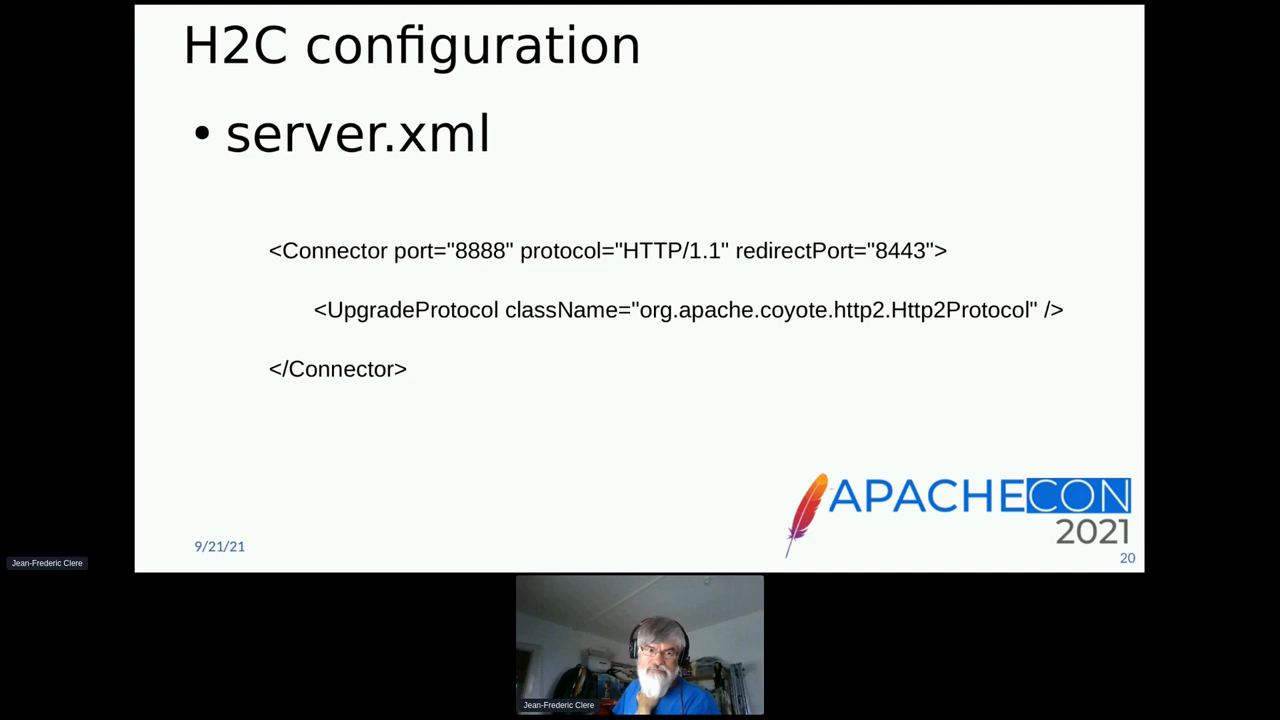 H2C configuration
• server.xml
<Connector port="8888" protocol="HTTP/1.1" redirectPort="8443">
<UpgradeProtocol className="org.apache.coyote.http2.Http2Protocol" />
</Connector>
APACHECON
2021
9/21/21
20
Jean-Frederic Clere
Jean-Frederic Clere